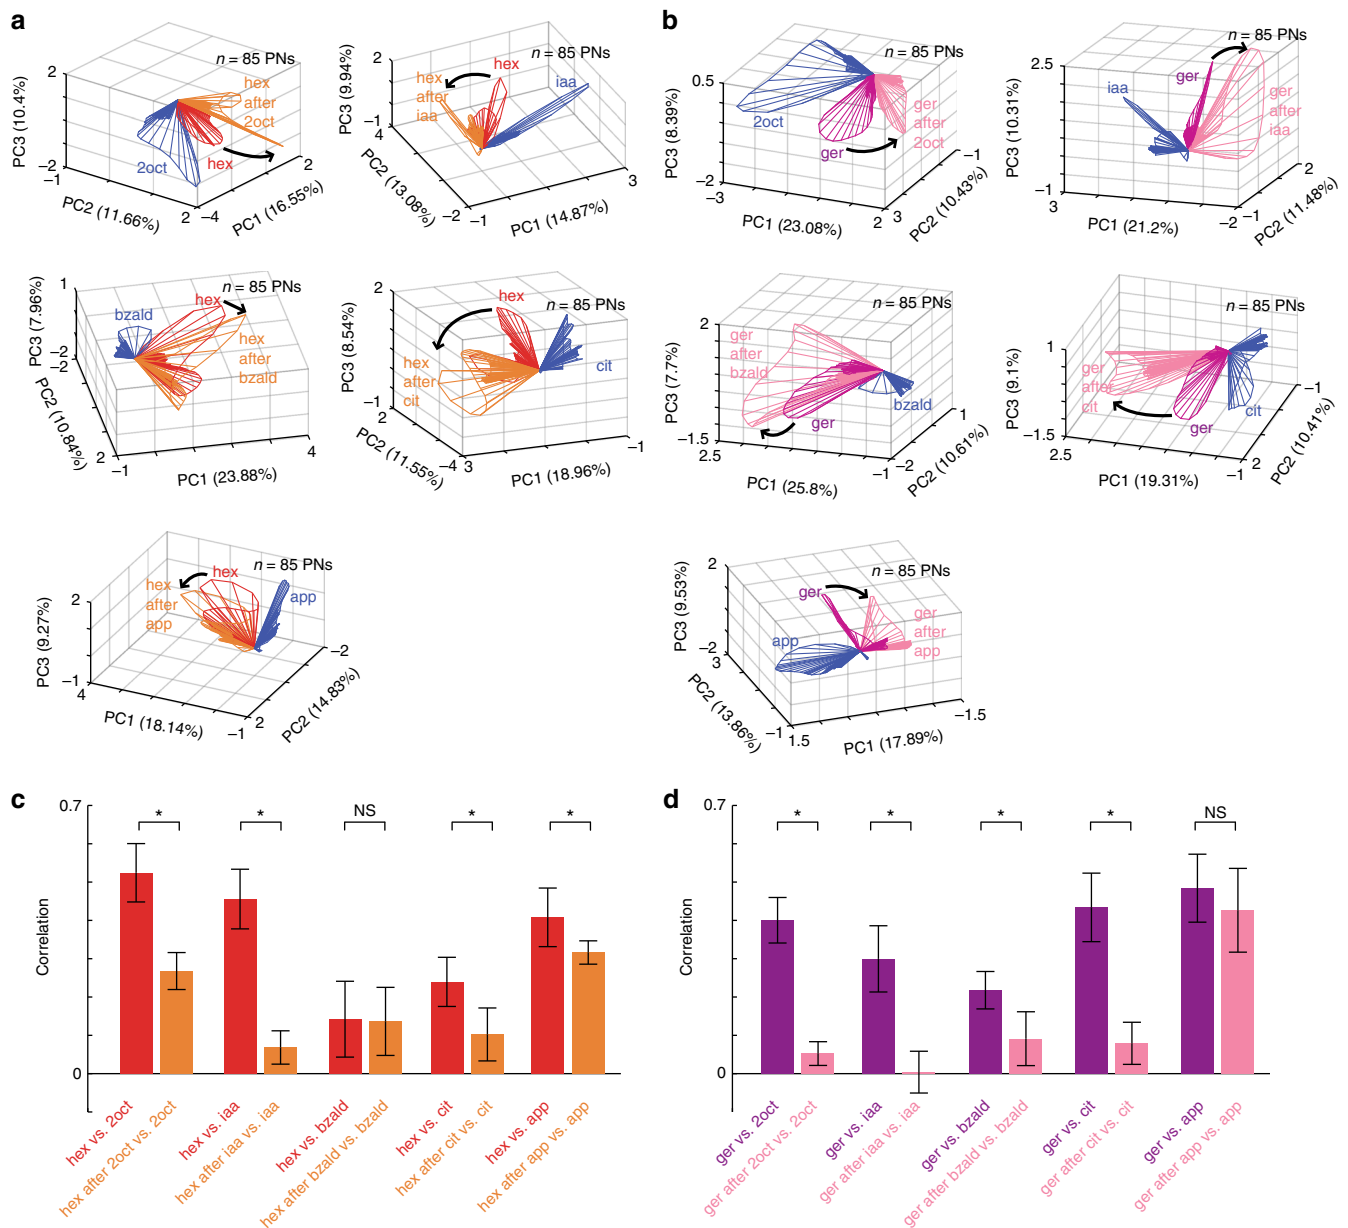 a
2
PC3 (10.4%)
−2
−1
PC2 (11.66%)
2
−4
PC1 (16.55%)
2
n = 85 PNs
hex
after
2oct
2oct
hex
2
PC3 (9.94%)
−1
4
PC2 (13.08%)
−2
−1
PC1 (14.87%)
3
n = 85 PNs
hex
after
iaa
hex
iaa
1
PC3 (7.96%)
−2
−2
PC2 (10.84%)
1
−1
PC1 (23.88%)
4
n = 85 PNs
bzald
hex
hex
after
bzald
2
PC3 (8.54%)
−1
2
PC2 (11.55%)
−4
3
PC1 (18.96%)
−1
n = 85 PNs
hex
hex
after
cit
cit
2
PC3 (9.27%)
−1
4
PC1 (18.14%)
−1
2
PC2 (14.83%)
−2
n = 85 PNs
hex
hex
after
app
app
b
0.5
PC3 (8.39%)
−2
−3
PC1 (23.08%)
2
3
PC2 (10.43%)
−1
n = 85 PNs
2oct
ger
ger
after
2oct
2.5
PC3 (10.31%)
−1
3
PC1 (21.2%)
−2
−1
PC2 (11.48%)
2
n = 85 PNs
iaa
ger
ger
after
iaa
2
PC3 (7.7%)
−1.5
2.5
PC1 (25.8%)
−1
−2
PC2 (10.61%)
1
n = 85 PNs
ger
after
bzald
ger
bzald
1
PC3 (9.1%)
−1.5
2.5
PC1 (19.31%)
−1
2
PC2 (10.41%)
−1
n = 85 PNs
ger
after
cit
ger
cit
2
PC3 (9.53%)
−2
3
PC2 (13.86%)
−1
1.5
PC1 (17.89%)
−1.5
n = 85 PNs
ger
app
ger
after
app
c
0.7
Correlation
0
*
*
NS
*
*
hex vs. 2oct
hex after 2oct vs. 2oct
hex vs. iaa
hex after iaa vs. iaa
hex vs. bzald
hex after bzald vs. bzald
hex vs. cit
hex after cit vs. cit
hex vs. app
hex after app vs. app
d
0.7
Correlation
0
*
*
*
*
NS
ger vs. 2oct
ger after 2oct vs. 2oct
ger vs. iaa
ger after iaa vs. iaa
ger vs. bzald
ger after bzald vs. bzald
ger vs. cit
ger after cit vs. cit
ger vs. app
ger after app vs. app